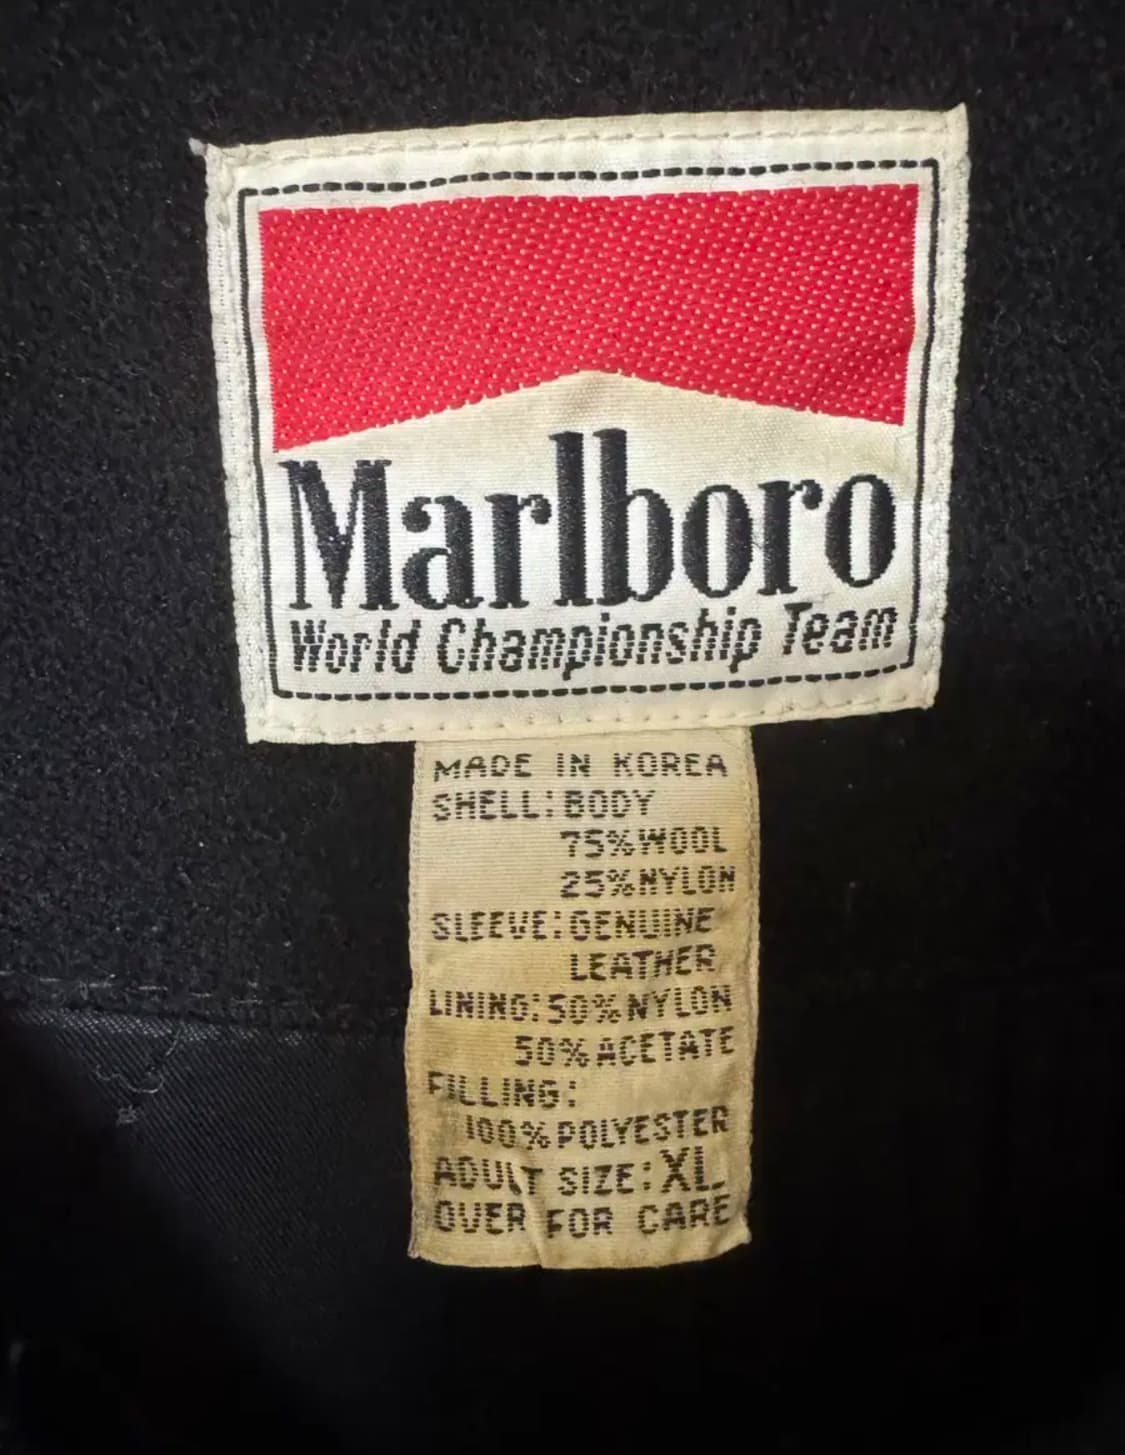 Marlboro
World Championship Team
MADE IN KOREA
SHELL: BODY
75% WOOL
25% NYLON
SLEEVE: GENUINE
LEATHER
LINING: 50% NYLON
50% ACETATE
FILLING:
100% POLYESTER
ADULT SIZE: XL.
OVER FOR CARE